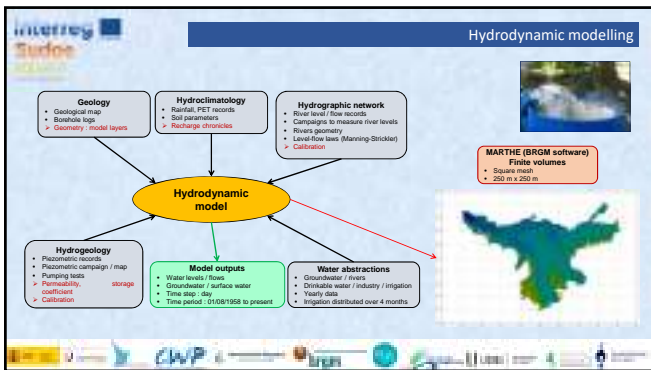 Interreg
Sudoe
Hydrodynamic modelling
Geology
• Geological map
• Borehole logs
➢ Geometry : model layers
Hydroclimatology
• Rainfall, PET records
• Soil parameters
➢ Recharge chronicles
Hydrographic network
• River level / flow records
• Campaigns to measure river levels
• Rivers geometry
• Level-flow laws (Manning-Strickler)
➢ Calibration
MARTHE (BRGM software)
Finite volumes
• Square mesh
• 250 m x 250 m
Hydrodynamic
model
Hydrogeology
• Piezometric records
• Piezometric campaign / map
• Pumping tests
➢ Permeability, storage
coefficient
➢ Calibration
Model outputs
• Water levels / flows
• Groundwater / surface water
• Time step : day
• Time period : 01/08/1958 to present
Water abstractions
• Groundwater / rivers
• Drinkable water / industry / irrigation
• Yearly data
• Irrigation distributed over 4 months
CWP
brgm